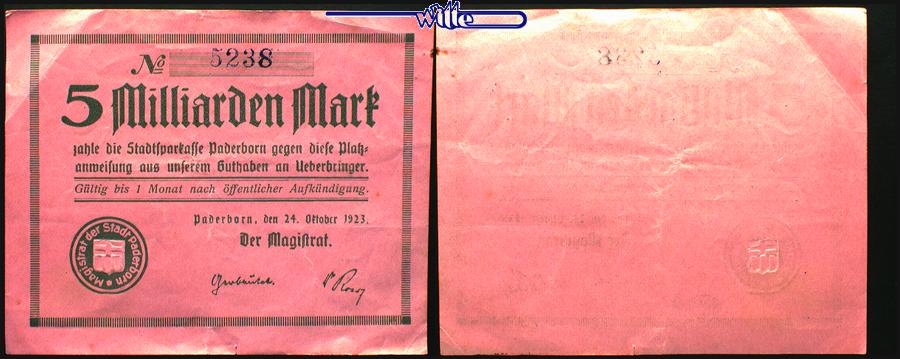 wille
No 5238
5 Milliarden Mark
zahle die Stadtsparkasse Paderborn gegen diese Platz-
anweisung aus unserem Guthaben an Ueberbringer.
Gültig bis 1 Monat nach öffentlicher Aufkündigung.
Paderborn, den 24. Oktober 1923.
Der Magistrat.
Magistrat der Stadt Paderborn